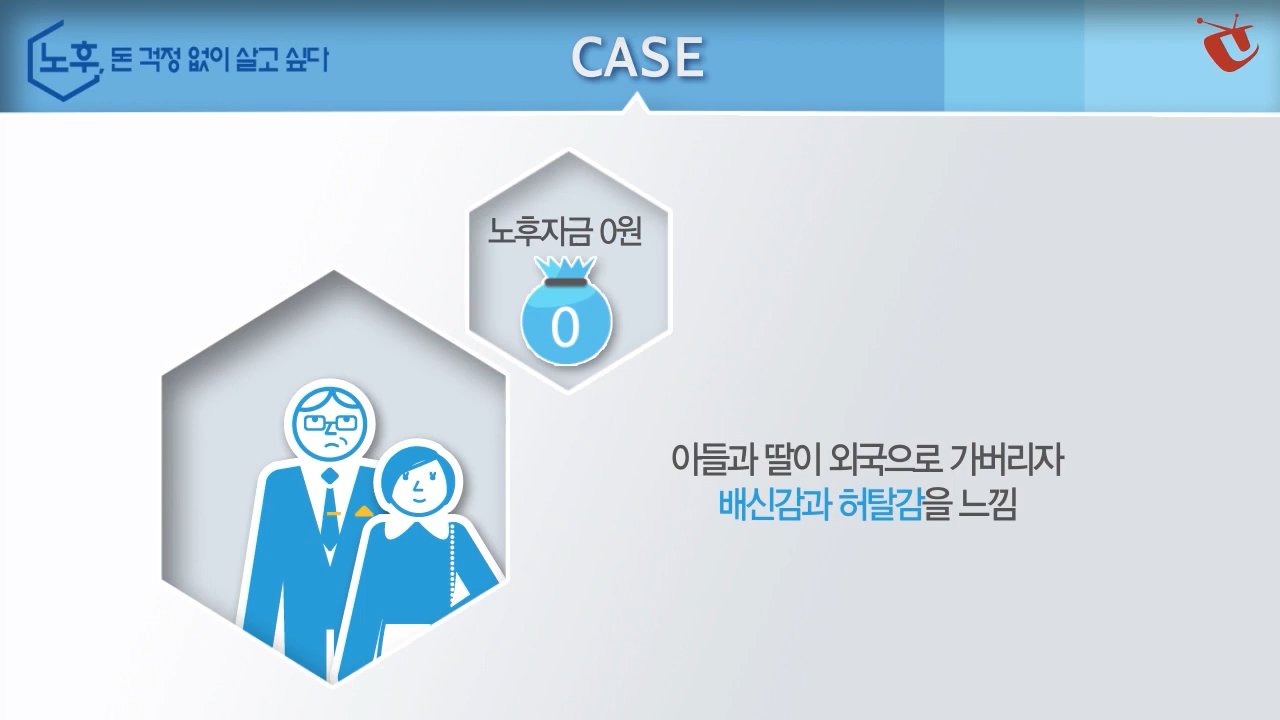 노후, 돈 걱정 없이 살고 싶다
CASE
노후자금 0원
0
아들과 딸이 외국으로 가버리자
배신감과 허탈감을 느낌